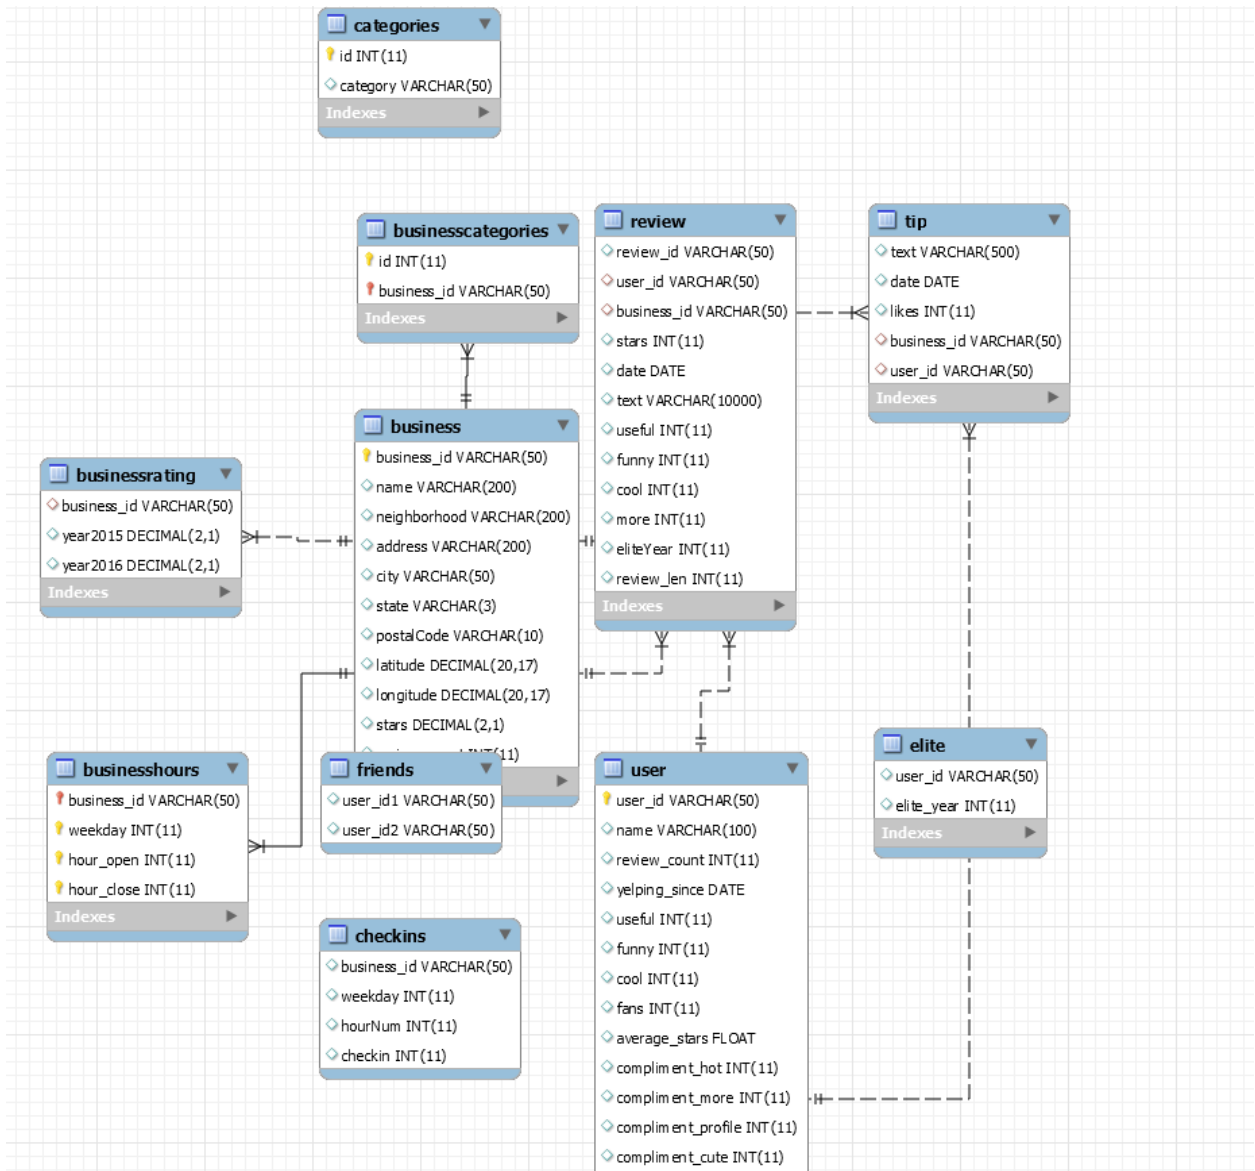 categories
id INT(11)
category VARCHAR(50)
Indexes
businesscategories
id INT(11)
business_id VARCHAR(50)
Indexes
review
review_id VARCHAR(50)
user_id VARCHAR(50)
business_id VARCHAR(50)
stars INT(11)
date DATE
text VARCHAR(10000)
useful INT(11)
funny INT(11)
cool INT(11)
more INT(11)
eliteYear INT(11)
review_len INT(11)
Indexes
tip
text VARCHAR(500)
date DATE
likes INT(11)
business_id VARCHAR(50)
user_id VARCHAR(50)
Indexes
businessrating
business_id VARCHAR(50)
year2015 DECIMAL(2,1)
year2016 DECIMAL(2,1)
Indexes
business
business_id VARCHAR(50)
name VARCHAR(200)
neighborhood VARCHAR(200)
address VARCHAR(200)
city VARCHAR(50)
state VARCHAR(3)
postalCode VARCHAR(10)
latitude DECIMAL(20,17)
longitude DECIMAL(20,17)
stars DECIMAL(2,1)
INT(11)
businesshours
business_id VARCHAR(50)
weekday INT(11)
hour_open INT(11)
hour_close INT(11)
Indexes
friends
user_id1 VARCHAR(50)
user_id2 VARCHAR(50)
checkins
business_id VARCHAR(50)
weekday INT(11)
hourNum INT(11)
checkin INT(11)
user
user_id VARCHAR(50)
name VARCHAR(100)
review_count INT(11)
yelping_since DATE
useful INT(11)
funny INT(11)
cool INT(11)
fans INT(11)
average_stars FLOAT
compliment_hot INT(11)
compliment_more INT(11)
compliment_profile INT(11)
compliment_cute INT(11)
elite
user_id VARCHAR(50)
elite_year INT(11)
Indexes